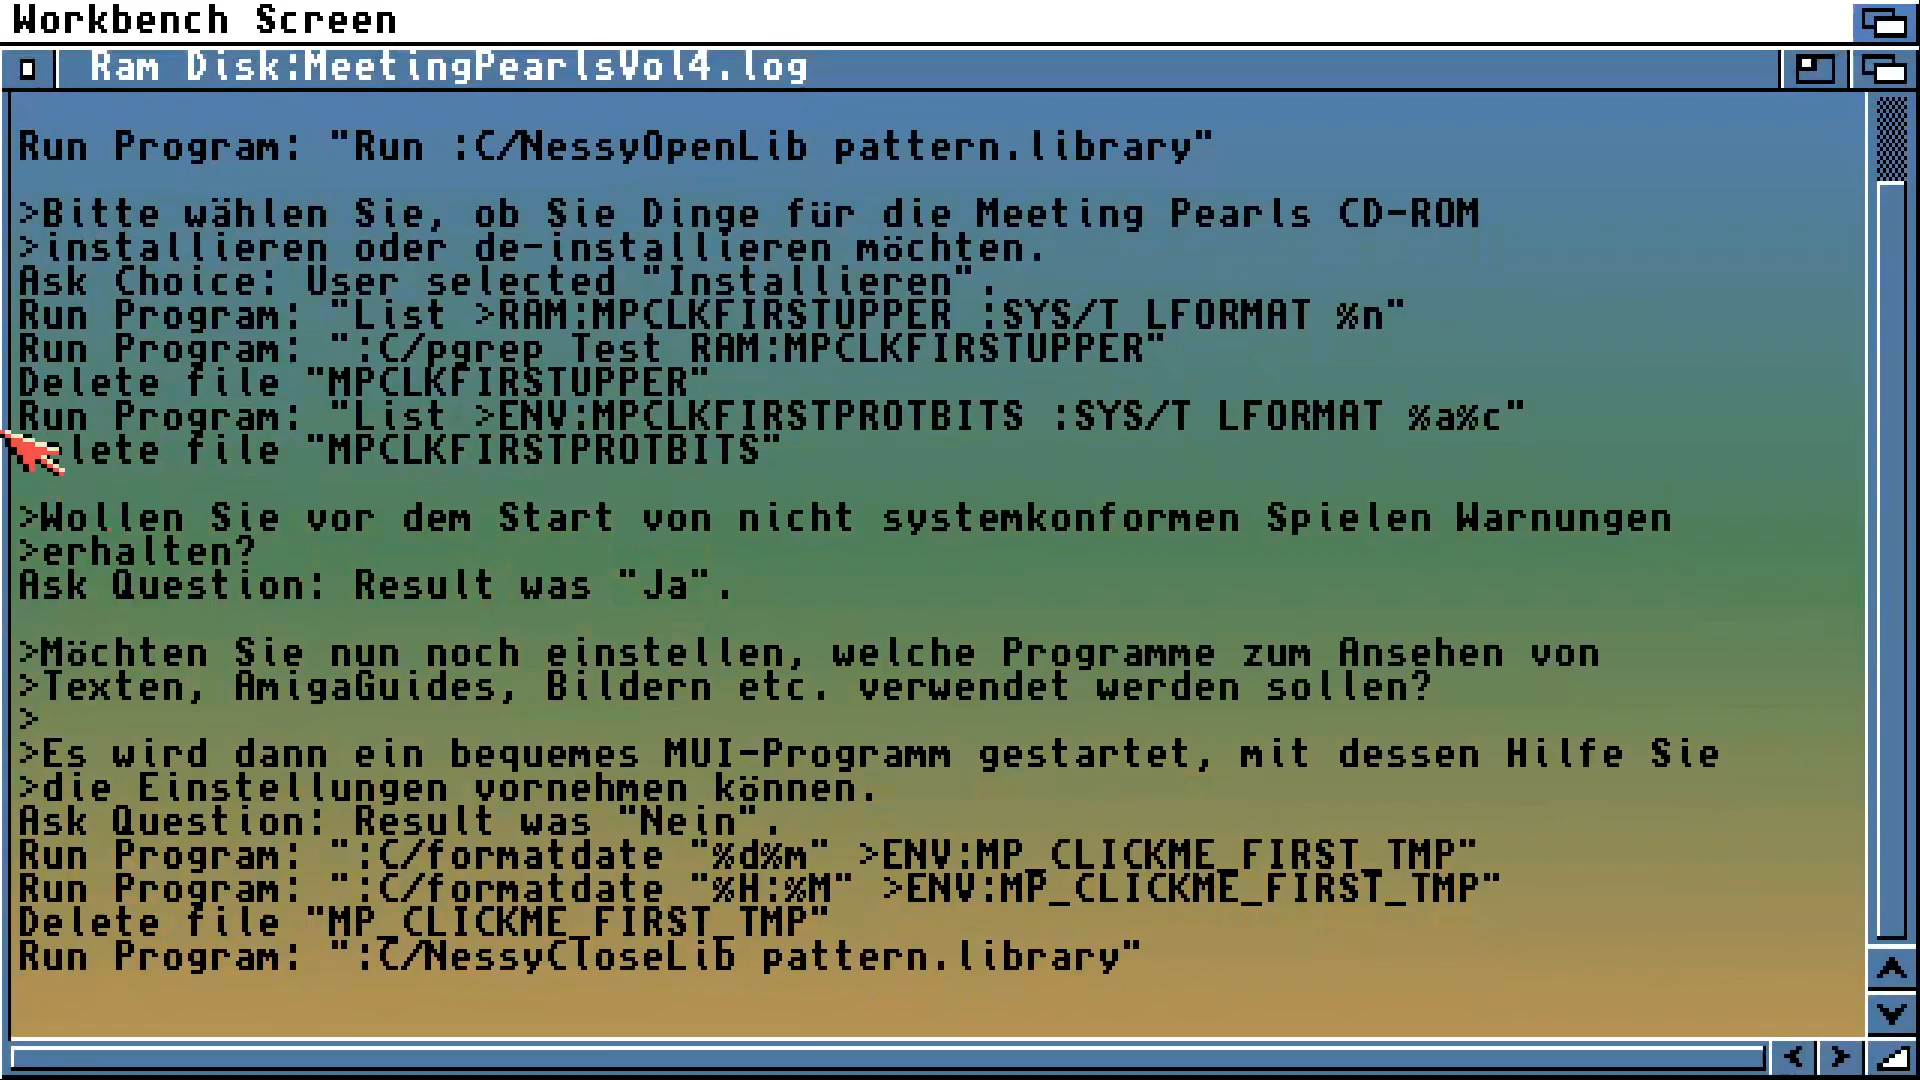 Workbench Screen
Ram Disk:MeetingPearlsVol4.log
Run Program: "Run :C/NessyOpenLib pattern.library"
>Bitte wählen Sie, ob Sie Dinge für die Meeting Pearls CD-ROM
>installieren oder de-installieren möchten.
Ask Choice: User selected "Installieren".
Run Program: "List >RAM:MPCLKFIRSTUPPER :SYS/T LFORMAT %n"
Run Program: ":C/pgrep Test RAM:MPCLKFIRSTUPPER"
Delete file "MPCLKFIRSTUPPER"
Run Program: "List >ENV:MPCLKFIRSTPROTBITS :SYS/T LFORMAT %a%c"
elete file "MPCLKFIRSTPROTBITS"
>Wollen Sie vor dem Start von nicht systemkonformen Spielen Warnungen
>erhalten?
Ask Question: Result was "Ja".
>Möchten Sie nun noch einstellen, welche Programme zum Ansehen von
>Texten, AmigaGuides, Bildern etc. verwendet werden sollen?
>
>Es wird dann ein bequemes MUI-Programm gestartet, mit dessen Hilfe Sie
>die Einstellungen vornehmen können.
Ask Question: Result was "Nein".
Run Program: ":C/formatdate "%d%m" >ENV:MP_CLICKME_FIRST_TMP"
Run Program: ":C/formatdate "%H:%M" >ENV:MP_CLICKME_FIRST_TMP"
Delete file "MP_CLICKME_FIRST_TMP"
Run Program: ":C/NessyCloseLib pattern.library"